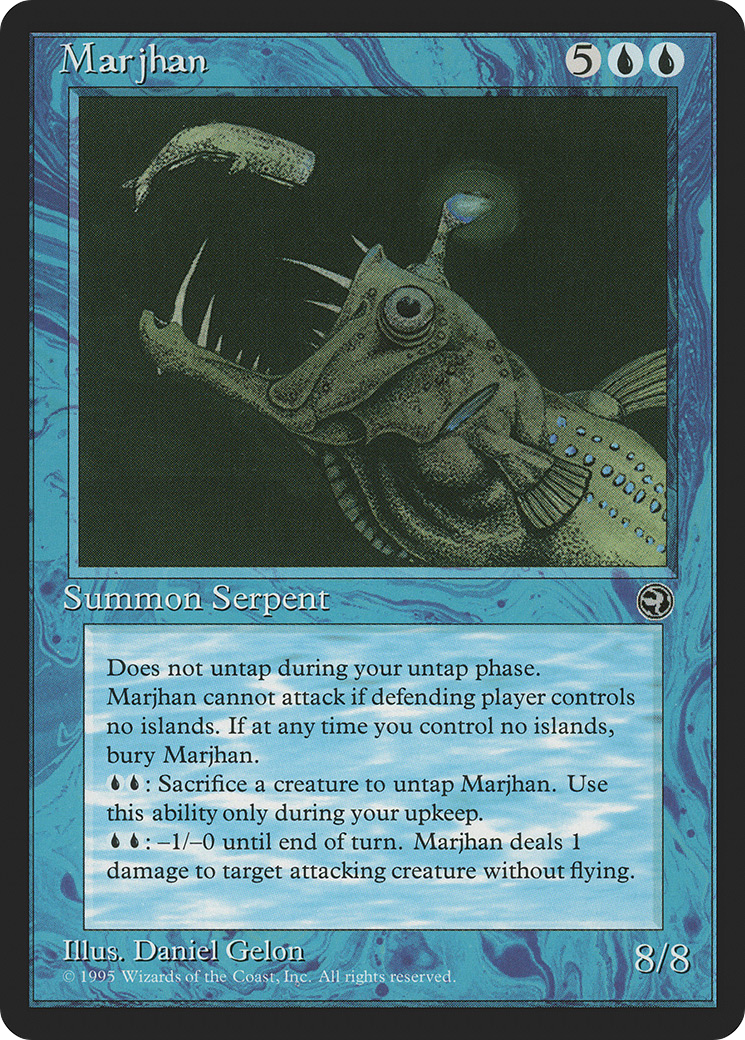 Marjhan 5
Summon Serpent
Does not untap during your untap phase.
Marjhan cannot attack if defending player controls
no islands. If at any time you control no islands,
bury Marjhan.
: Sacrifice a creature to untap Marjhan. Use
this ability only during your upkeep.
: –1/–0 until end of turn. Marjhan deals 1
damage to target attacking creature without flying.
Illus. Daniel Gelon
© 1995 Wizards of the Coast, Inc. All rights reserved.
8/8